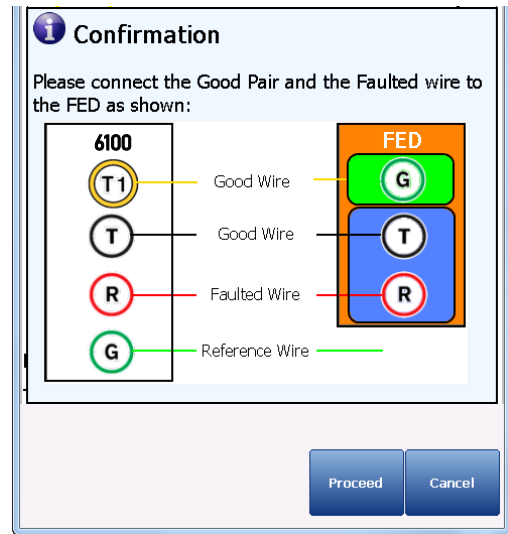 i Confirmation
Please connect the Good Pair and the Faulted wire to
the FED as shown:
6100 FED
T1 Good Wire G
T Good Wire T
R Faulted Wire R
G Reference Wire
Proceed Cancel